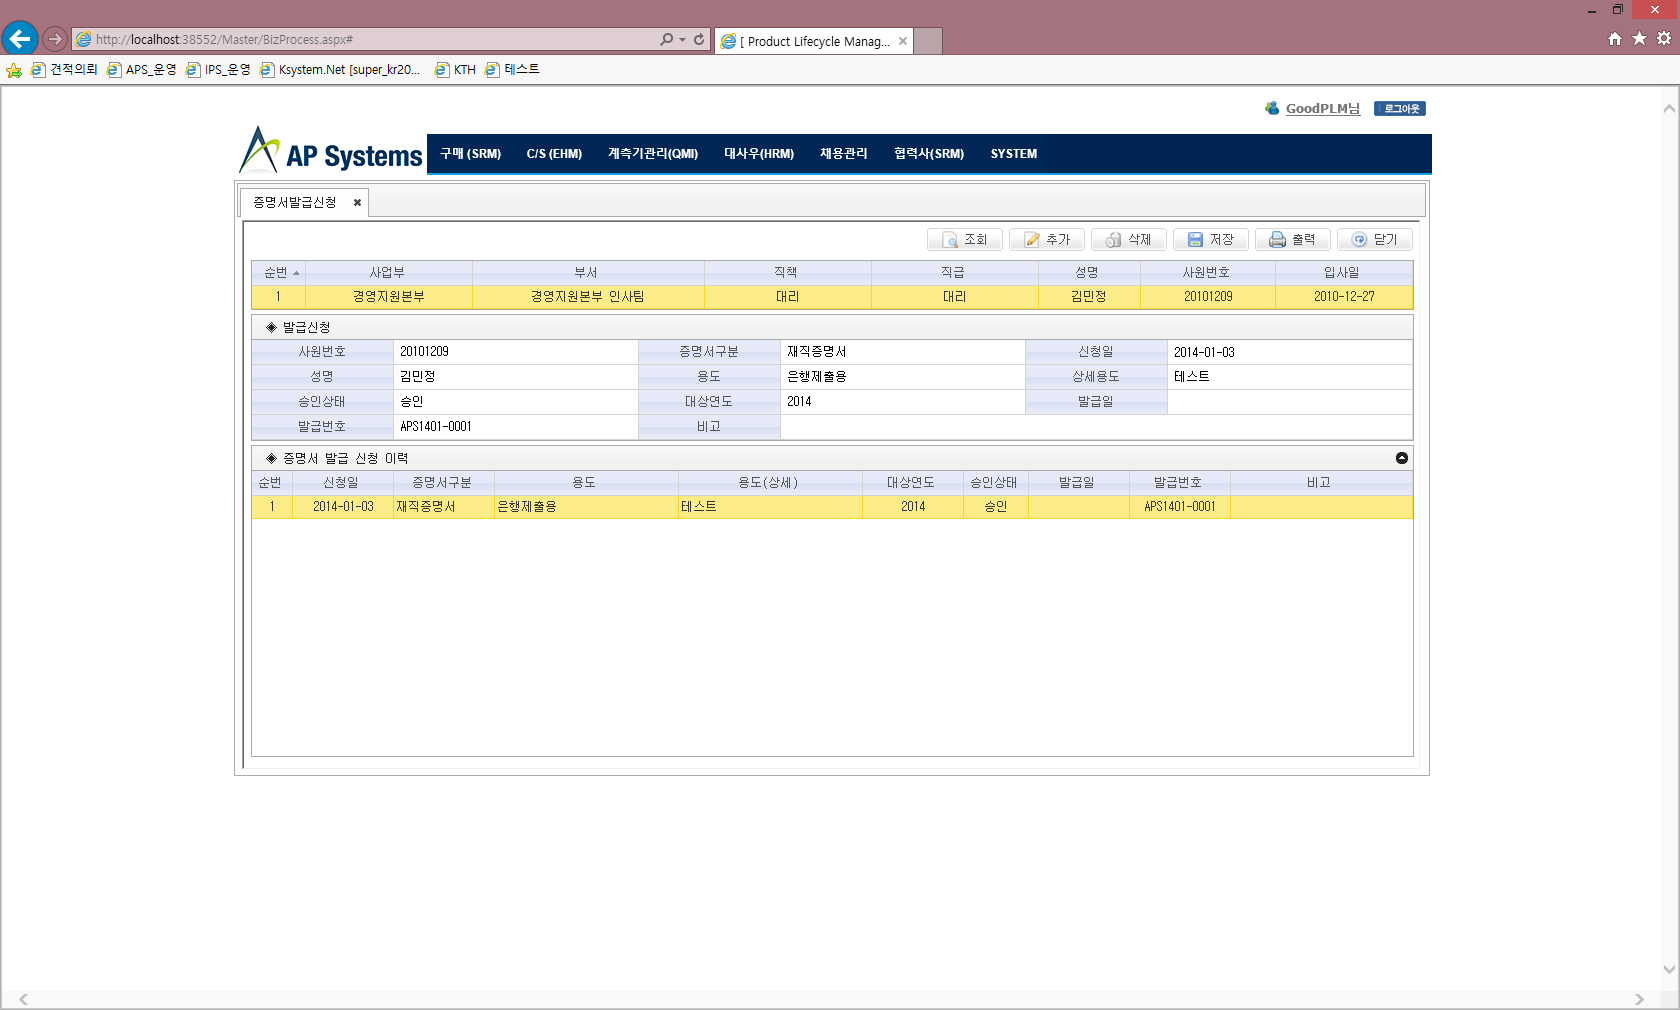 http://localhost:38552/Master/BizProcess.aspx#
[ Product Lifecycle Manag...
견적의뢰 APS_운영 IPS_운영 Ksystem.Net [super_kr20... KTH 테스트
GoodPLM님 로그아웃
AP Systems 구매 (SRM) C/S (EHM) 계측기관리(QMI) 대사우(HRM) 채용관리 협력사(SRM) SYSTEM
증명서발급신청
조회 추가 삭제 저장 출력 닫기
순번 사업부 부서 직책 직급 성명 사원번호 입사일
1 경영지원본부 경영지원본부 인사팀 대리 대리 김민정 20101209 2010-12-27
◈ 발급신청
사원번호 20101209 증명서구분 재직증명서 신청일 2014-01-03
성명 김민정 용도 은행제출용 상세용도 테스트
승인상태 승인 대상연도 2014 발급일
발급번호 APS1401-0001 비고
◈ 증명서 발급 신청 이력
순번 신청일 증명서구분 용도 용도(상세) 대상연도 승인상태 발급일 발급번호 비고
1 2014-01-03 재직증명서 은행제출용 테스트 2014 승인 APS1401-0001